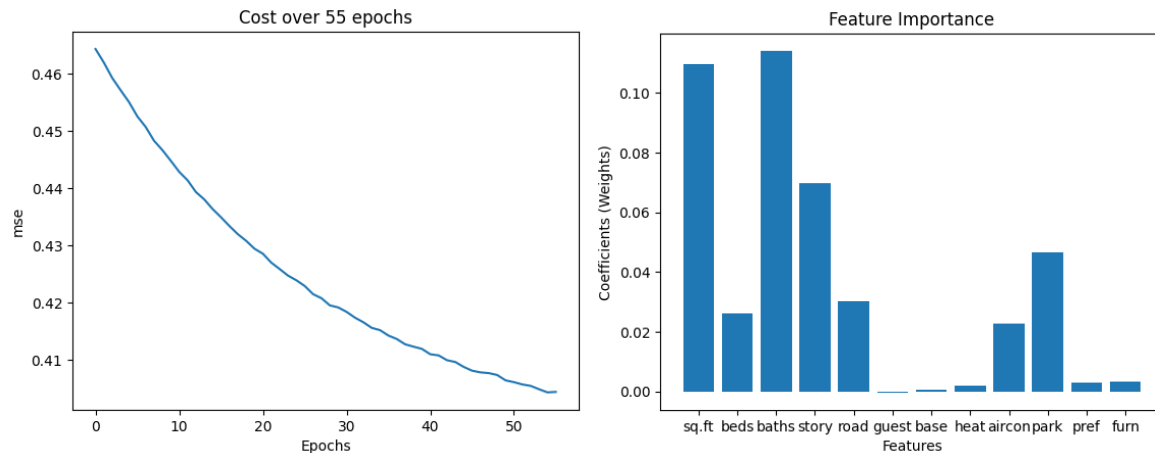 Cost over 55 epochs
0.46
0.45
0.44
0.43
0.42
0.41
mse
0 10 20 30 40 50
Epochs
Feature Importance
0.10
0.08
0.06
0.04
0.02
0.00
Coefficients (Weights)
sq.ft beds baths story road guest base heat aircon park pref furn
Features